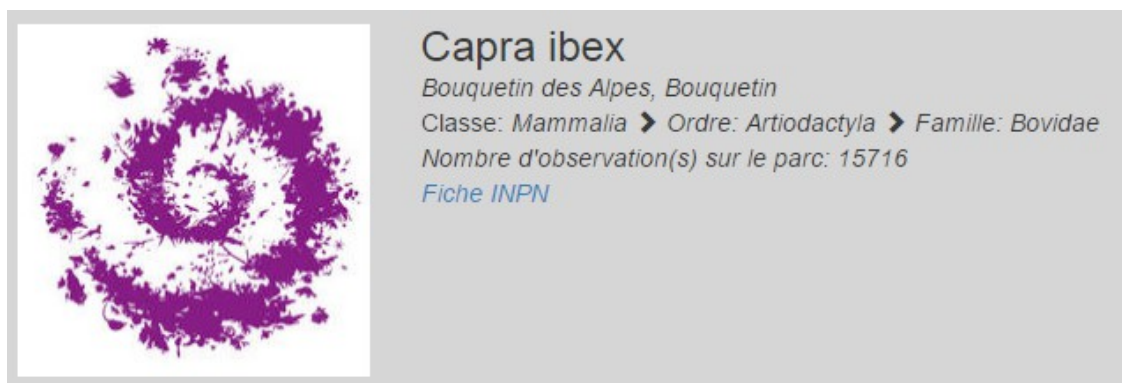 Capra ibex
Bouquetin des Alpes, Bouquetin
Classe: Mammalia > Ordre: Artiodactyla > Famille: Bovidae
Nombre d'observation(s) sur le parc: 15716
Fiche INPN